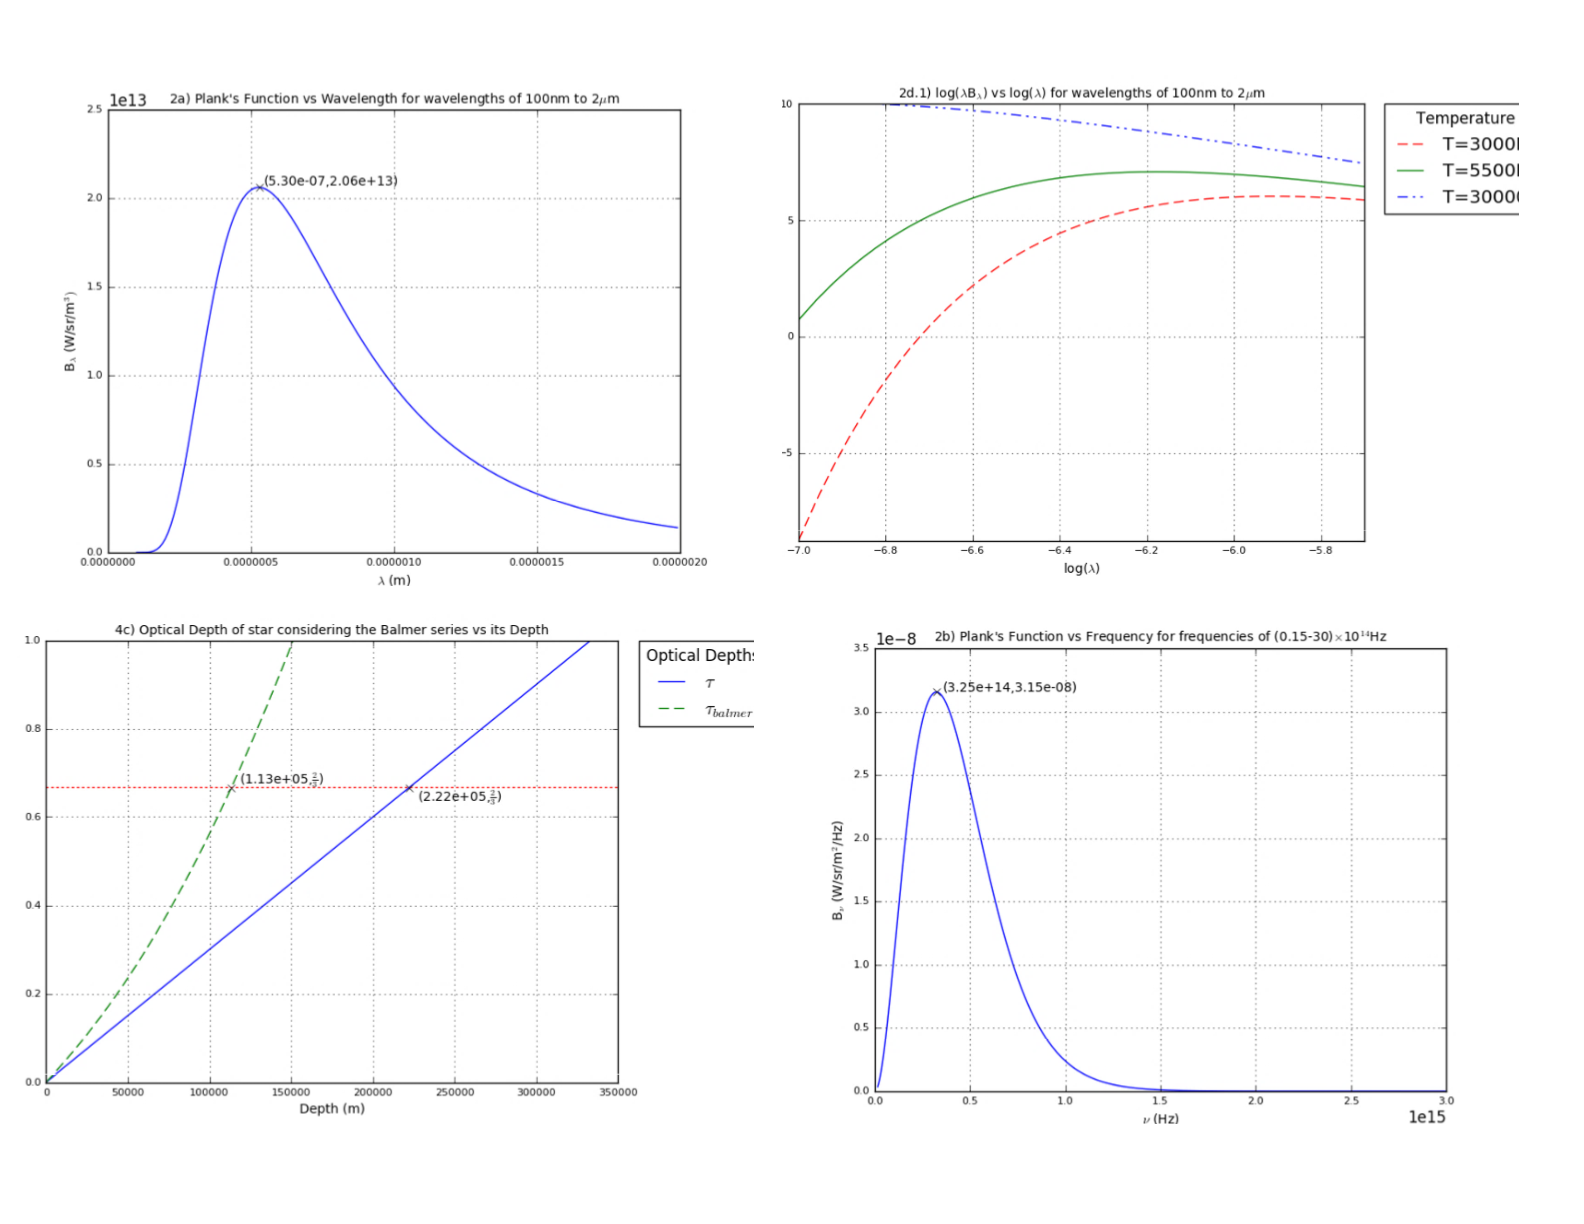 1e13
2a) Plank's Function vs Wavelength for wavelengths of 100nm to 2μm
2.5
2.0
1.5
1.0
0.5
0.0
(5.30e-07,2.06e+13)
Bλ (W/sr/m³)
0.0000000 0.0000005 0.0000010 0.0000015 0.0000020
λ (m)
2d.1) log(λBλ) vs log(λ) for wavelengths of 100nm to 2μm
10
5
0
−5
−7.0 −6.8 −6.6 −6.4 −6.2 −6.0 −5.8
log(λ)
Temperature
T=3000
T=5500
T=3000
4c) Optical Depth of star considering the Balmer series vs its Depth
1.0
0.8
0.6
0.4
0.2
0.0
(1.13e+05,2/3)
(2.22e+05,2/3)
0 50000 100000 150000 200000 250000 300000 350000
Depth (m)
Optical Depths
τ
τbalmer
1e−8
2b) Plank's Function vs Frequency for frequencies of (0.15-30)×10¹⁴Hz
3.5
3.0
2.5
2.0
1.5
1.0
0.5
0.0
(3.25e+14,3.15e-08)
Bν (W/sr/m²/Hz)
0.0 0.5 1.0 1.5 2.0 2.5 3.0
ν (Hz)
1e15